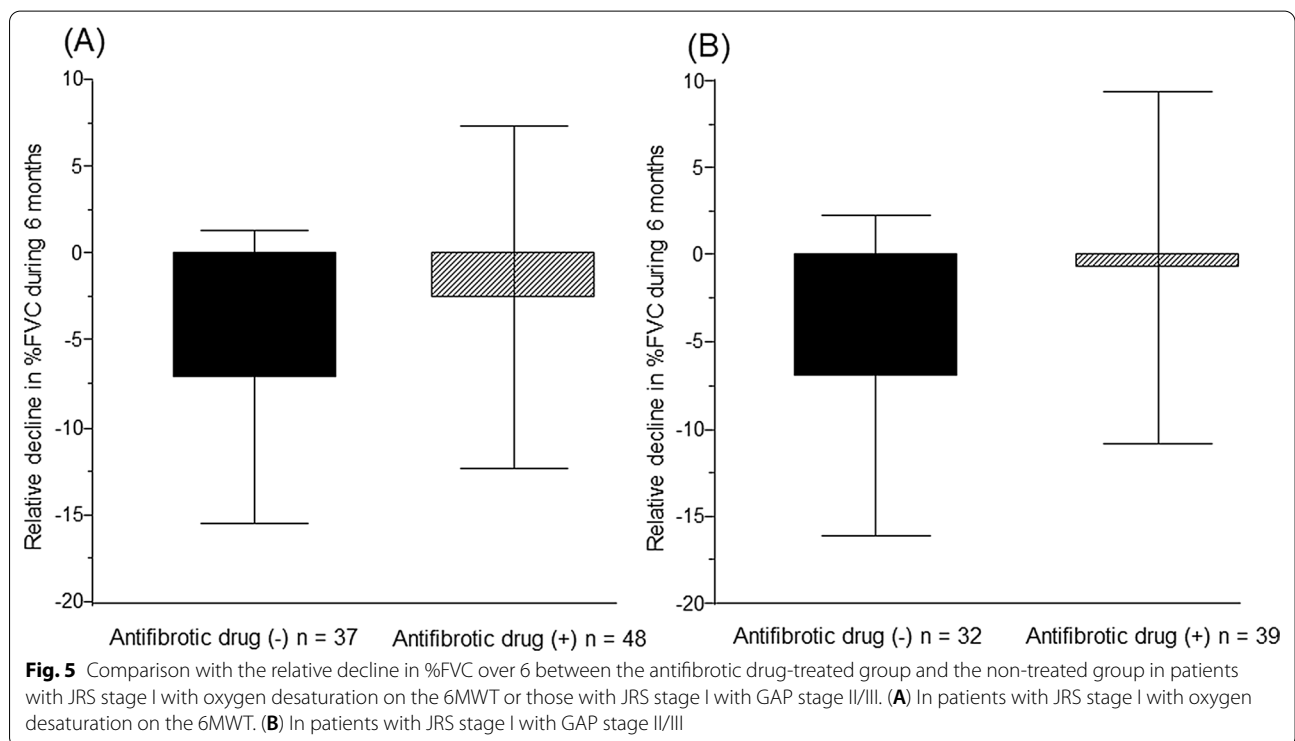 (A)
Relative decline in %FVC during 6 months
10
5
0
-5
-10
-15
-20
Antifibrotic drug (-) n = 37
Antifibrotic drug (+) n = 48
(B)
Relative decline in %FVC during 6 months
10
5
0
-5
-10
-15
-20
Antifibrotic drug (-) n = 32
Antifibrotic drug (+) n = 39
Fig. 5 Comparison with the relative decline in %FVC over 6 between the antifibrotic drug-treated group and the non-treated group in patients
with JRS stage I with oxygen desaturation on the 6MWT or those with JRS stage I with GAP stage II/III. (A) In patients with JRS stage I with oxygen
desaturation on the 6MWT. (B) In patients with JRS stage I with GAP stage II/III